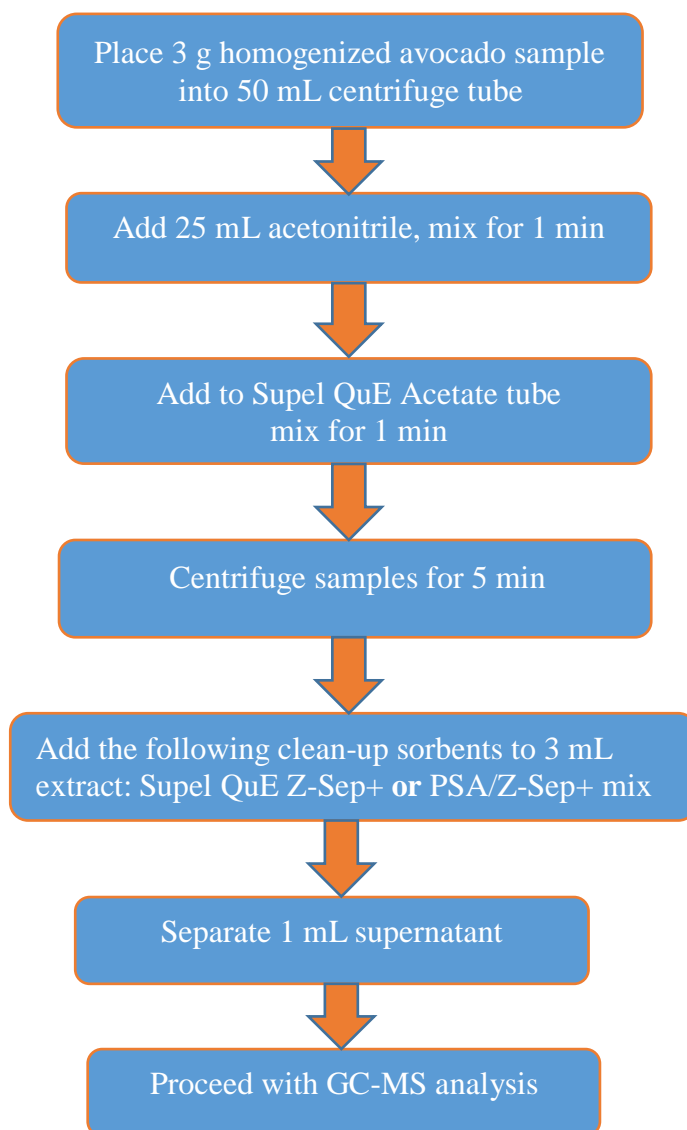 Place 3 g homogenized avocado sample
into 50 mL centrifuge tube
Add 25 mL acetonitrile, mix for 1 min
Add to Supel QuE Acetate tube
mix for 1 min
Centrifuge samples for 5 min
Add the following clean-up sorbents to 3 mL
extract: Supel QuE Z-Sep+ or PSA/Z-Sep+ mix
Separate 1 mL supernatant
Proceed with GC-MS analysis